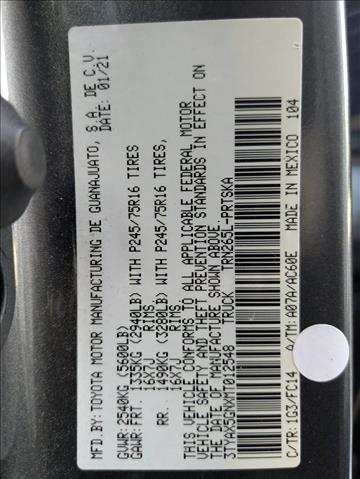 MFD. BY: TOYOTA MOTOR MANUFACTURING DE GUANAJUATO, S.A. DE C.V.
DATE: 01/21
GVWR: 2540KG (5600LB)
GAWR: FRT. 1335KG (2940LB) WITH P245/75R16 TIRES,
16X7J RIMS,
RR. 1490KG (3280LB) WITH P245/75R16 TIRES,
16X7J RIMS,
THIS VEHICLE CONFORMS TO ALL APPLICABLE FEDERAL MOTOR
VEHICLE SAFETY AND THEFT PREVENTION STANDARDS IN EFFECT ON
THE DATE OF MANUFACTURE SHOWN ABOVE.
3TYAX5GNXMT012548 TRUCK TRN265L-PRTSKA
C/TR: 1G3/FC14 A/TM: A07A/AC60E MADE IN MEXICO 104